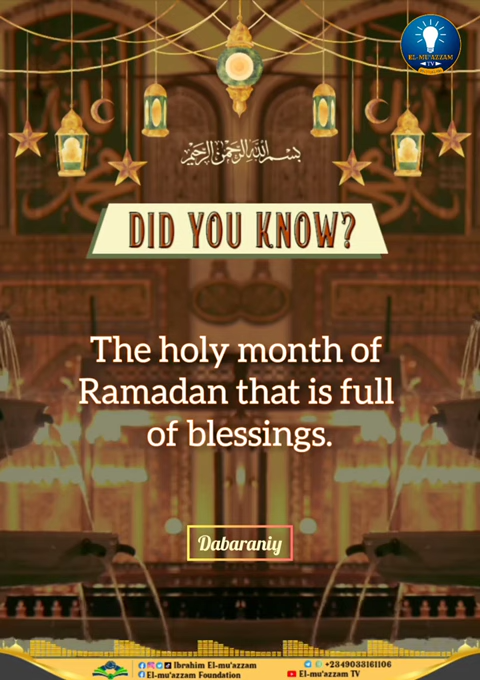 EL-MU'AZZAM
TV
بسم الله الرحمن الرحيم
DID YOU KNOW?
The holy month of
Ramadan that is full
of blessings.
Dabaraniy
Ibrahim El-mu'azzam
El-mu'azzam Foundation
+2349033161106
El-mu'azzam TV